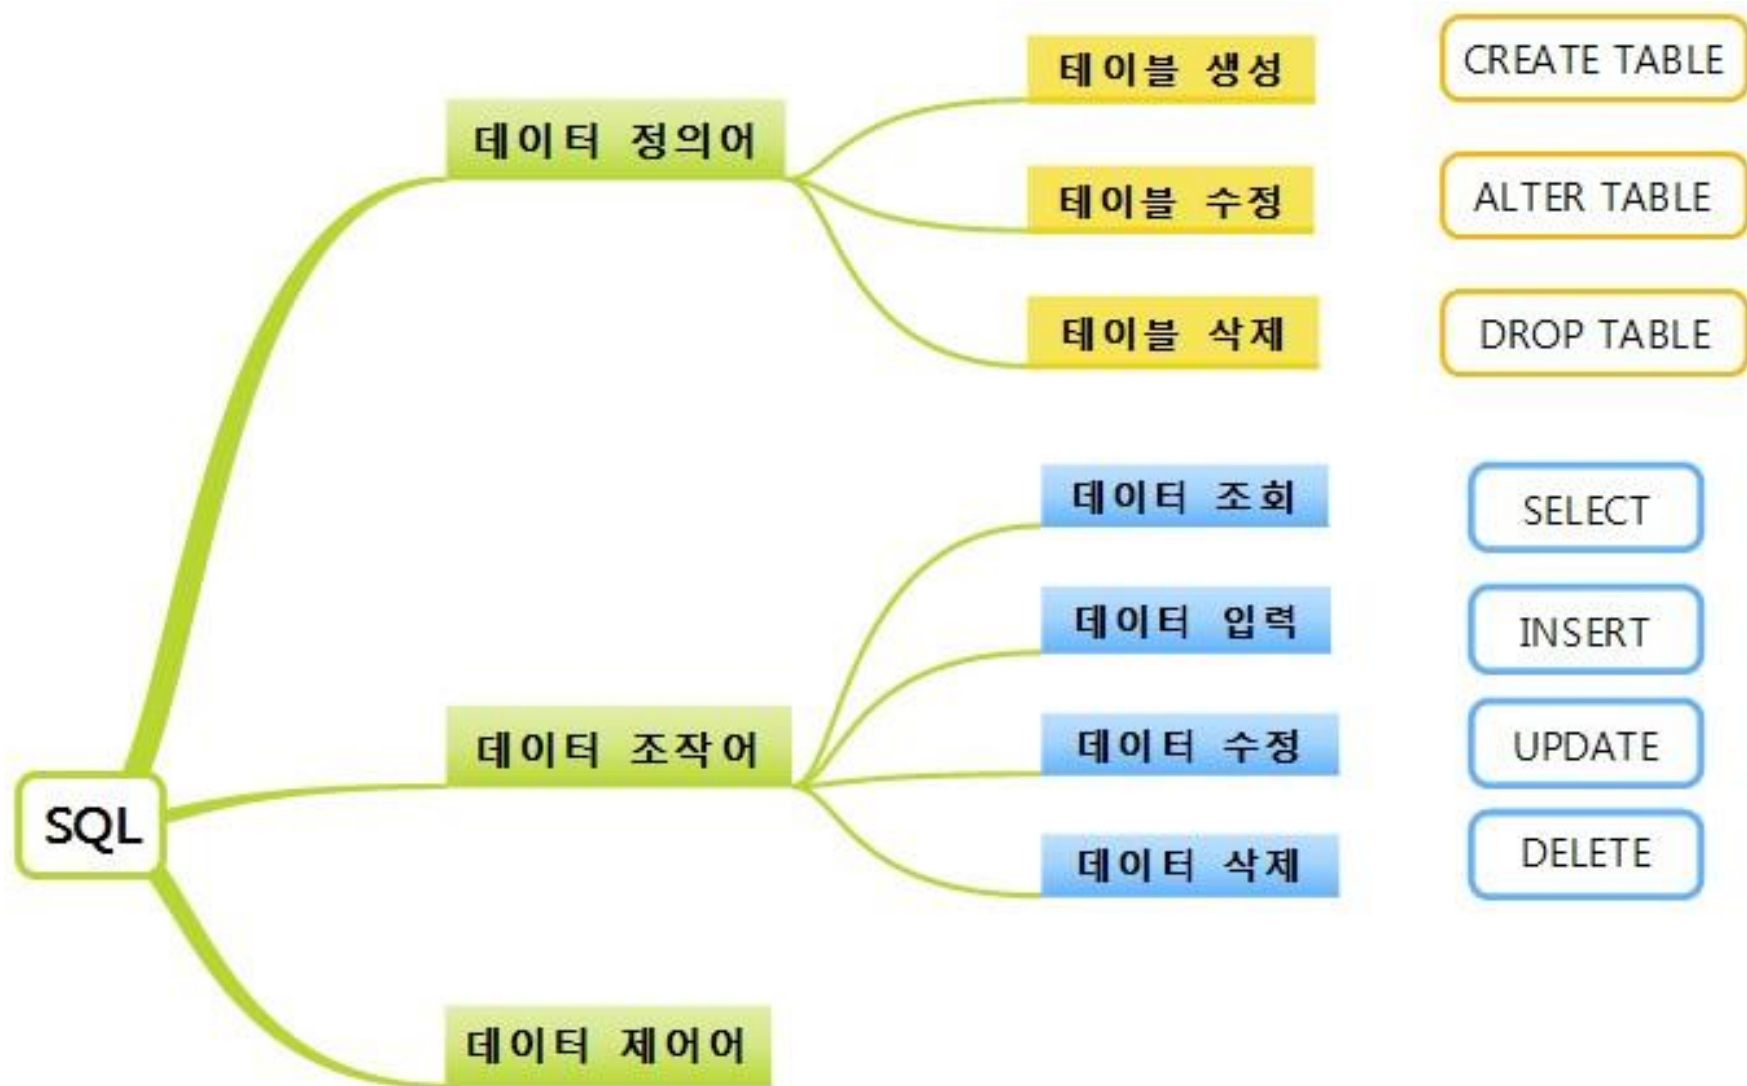 데이터 정의어
테이블 생성
CREATE TABLE
테이블 수정
ALTER TABLE
테이블 삭제
DROP TABLE
SQL
데이터 조작어
데이터 조회
SELECT
데이터 입력
INSERT
데이터 수정
UPDATE
데이터 삭제
DELETE
데이터 제어어